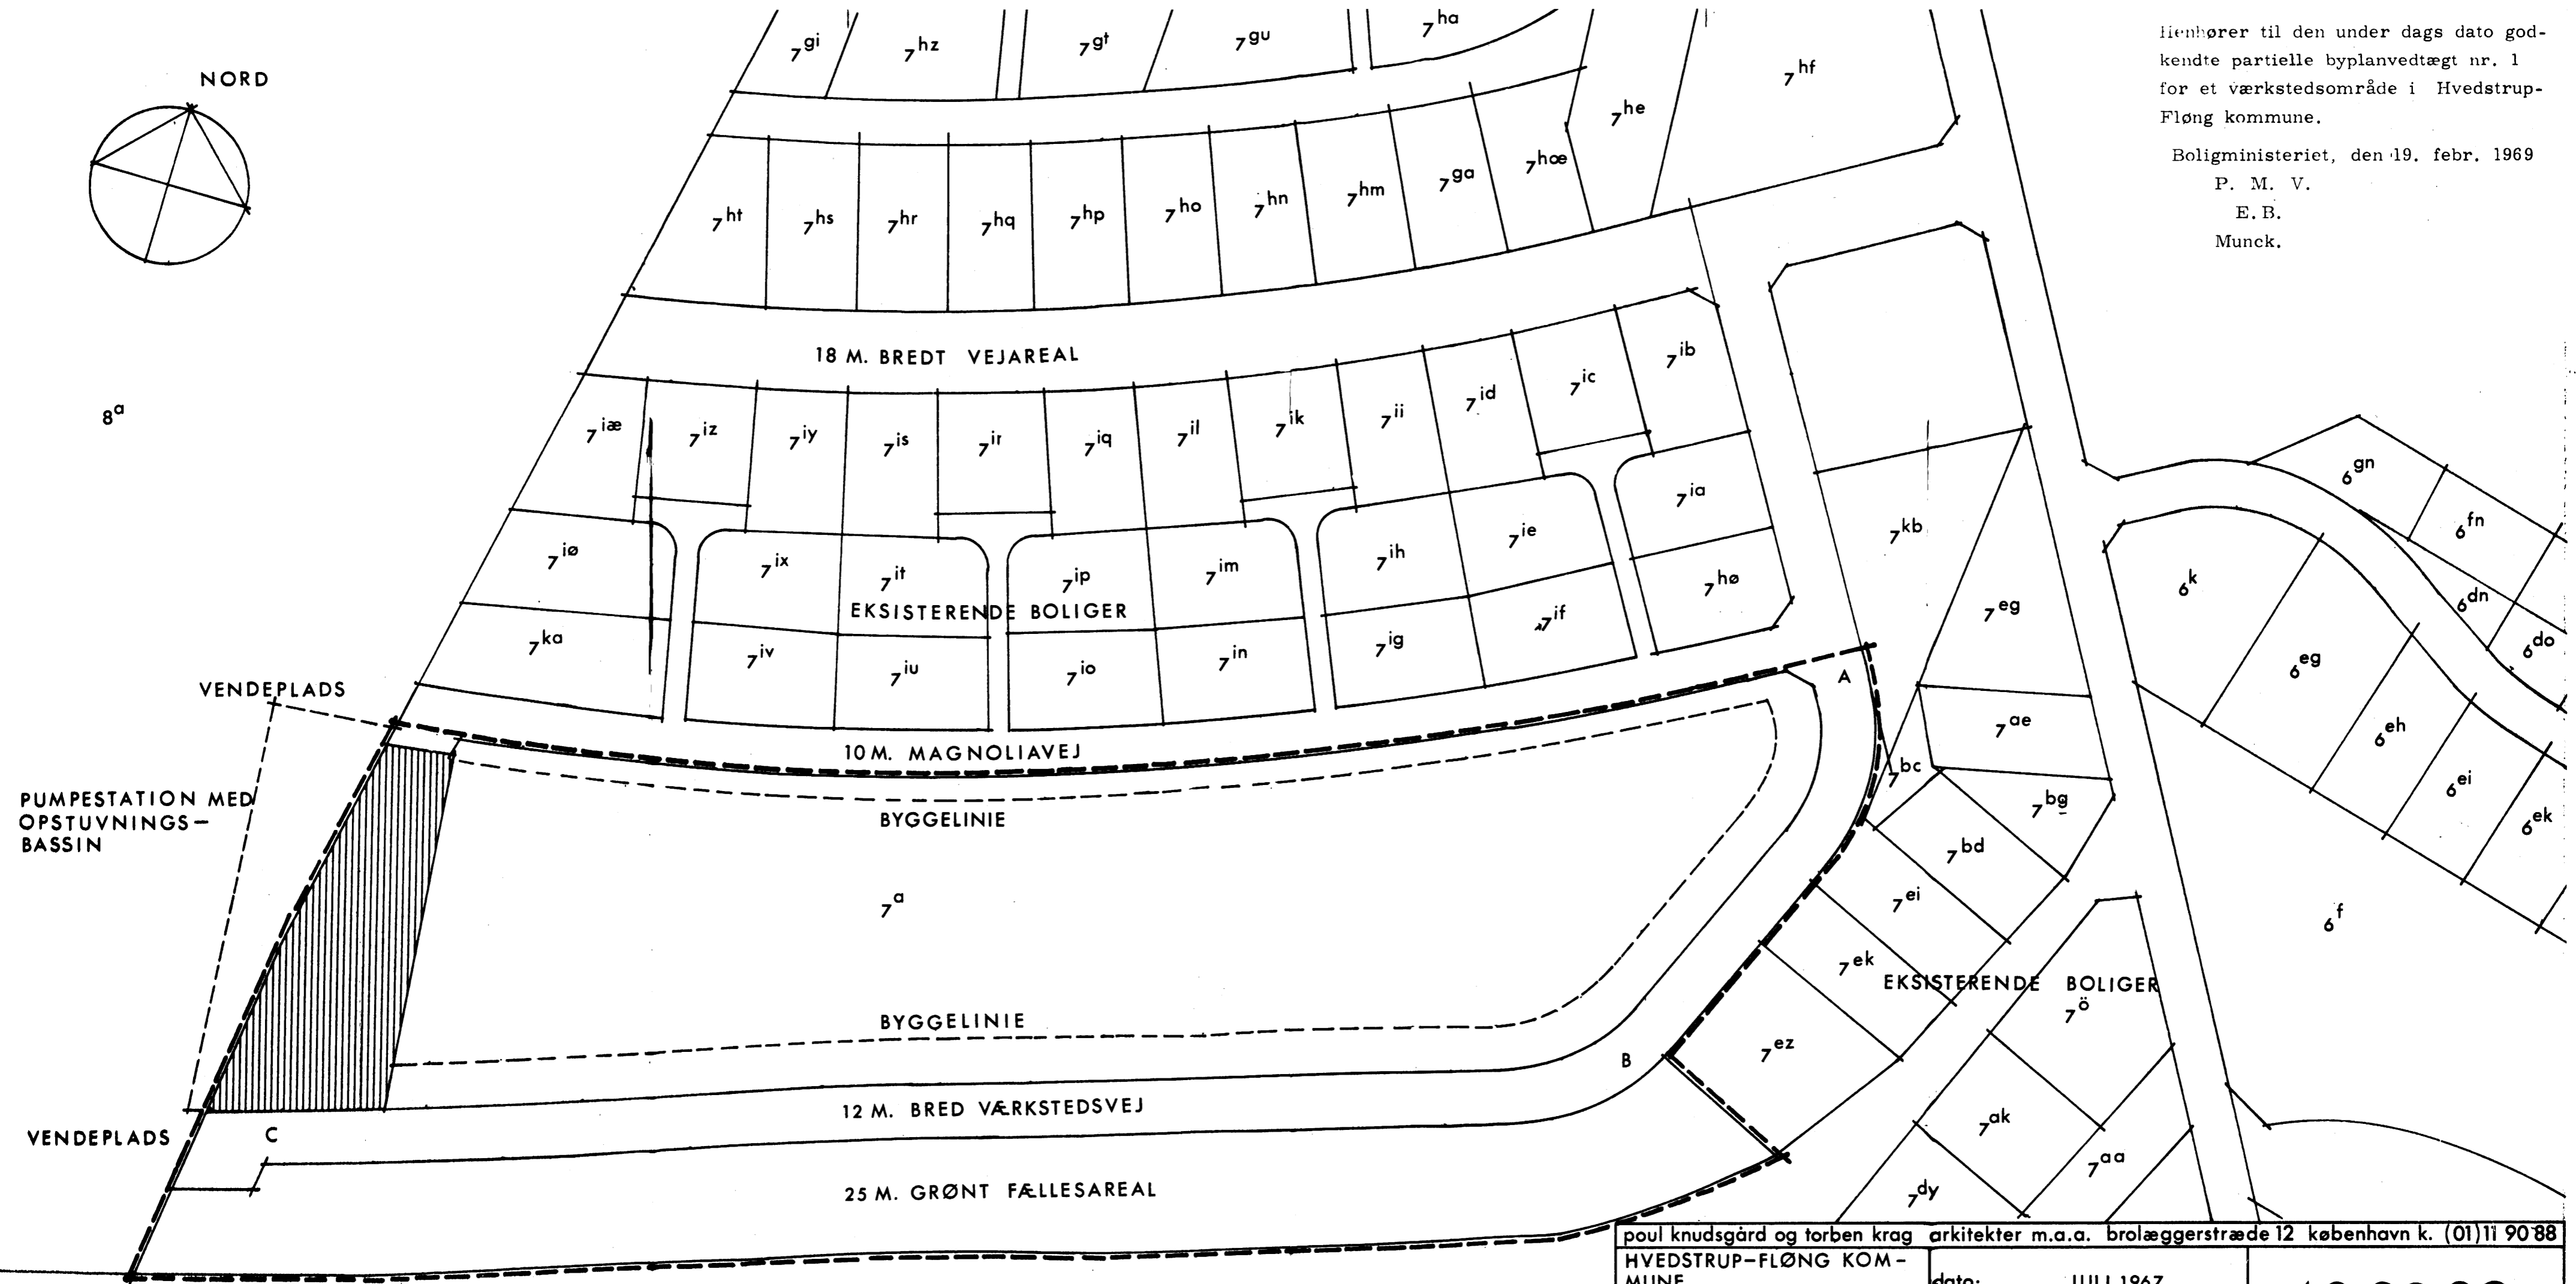 NORD
Henhører til den under dags dato god-
kendte partielle byplanvedtægt nr. 1
for et værkstedsområde i Hvedstrup-
Fløng kommune.
Boligministeriet, den 19. febr. 1969
P. M. V.
E. B.
Munck.
7gi
7hz
7gt
7gu
7ha
7he
7hf
7ht
7hs
7hr
7hq
7hp
7ho
7hn
7hm
7ga
7hœ
18 M. BREDT VEJAREAL
8a
7iæ
7iz
7iy
7is
7ir
7iq
7il
7ik
7ii
7id
7ic
7ib
7iø
7ix
7it
7ip
7im
7ih
7ie
7ia
7kb
EKSISTERENDE BOLIGER
7ka
7iv
7iu
7io
7in
7ig
7if
7hø
7eg
6gn
6fn
6k
6dn
6do
6eg
6eh
6ei
6ek
6f
VENDEPLADS
A
7ae
7bc
7bg
7bd
7ei
7ek
7ez
10 M. MAGNOLIAVEJ
BYGGELINIE
PUMPESTATION MED
OPSTUVNINGS-
BASSIN
7a
EKSISTERENDE BOLIGER
7ö
BYGGELINIE
B
12 M. BRED VÆRKSTEDSVEJ
VENDEPLADS
C
7ak
7aa
7dy
25 M. GRØNT FÆLLESAREAL
poul knudsgård og torben krag arkitekter m.a.a. brolæggerstræde 12 københavn k. (01) 11 90 88
HVEDSTRUP-FLØNG KOM-
MUNE
dato: JULI 1967